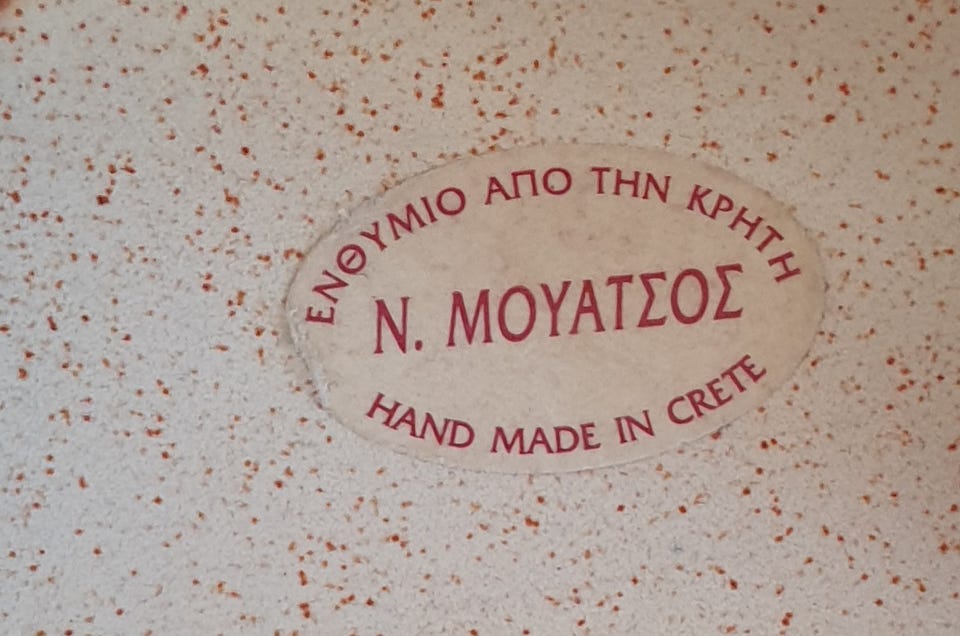 ΕΝΘΥΜΙΟ ΑΠΟ ΤΗΝ ΚΡΗΤΗ
Ν. ΜΟΥΑΤΣΟΣ
HAND MADE IN CRETE